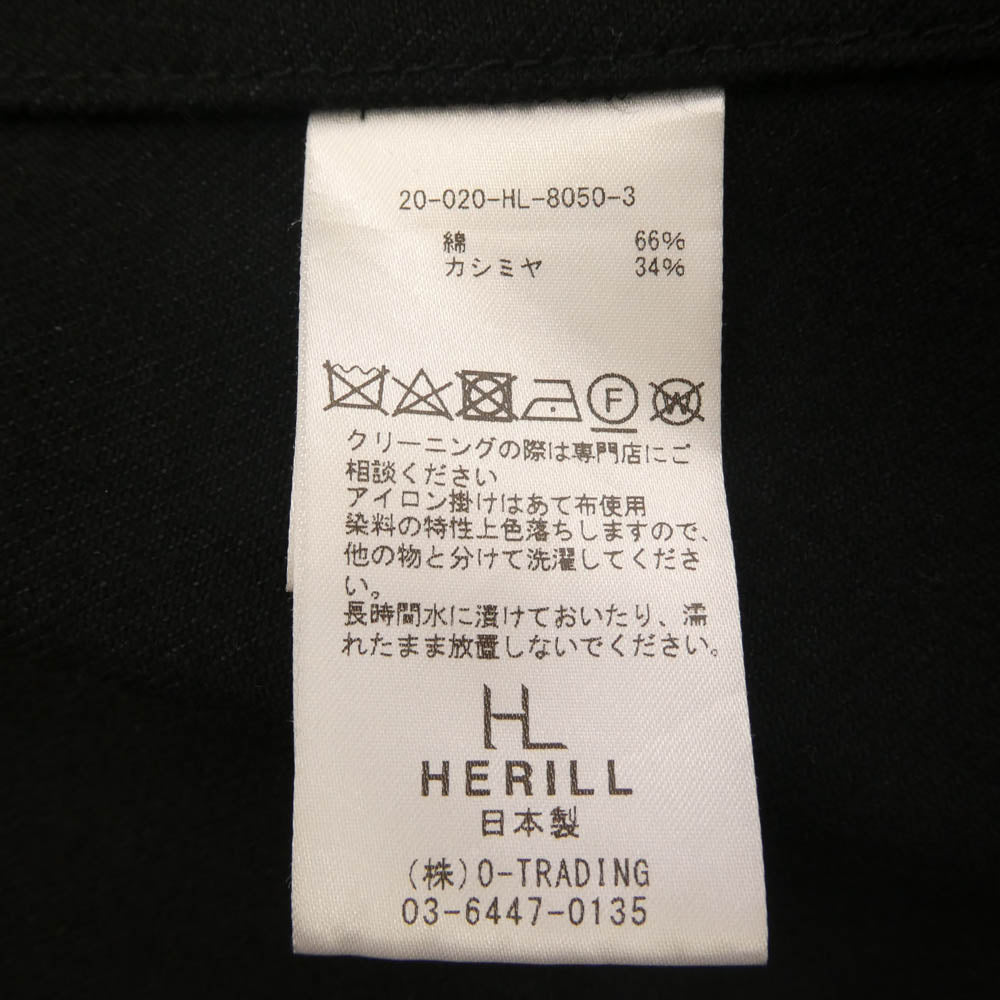 20-020-HL-8050-3
綿 66%
カシミヤ 34%
F W
クリーニングの際は専門店にご
相談ください
アイロン掛けはあて布使用
染料の特性上色落ちしますので、
他の物と分けて洗濯してくださ
い。
長時間水に漬けておいたり、濡
れたまま放置しないでください。
HL
HERILL
日本製
(株)O-TRADING
03-6447-0135